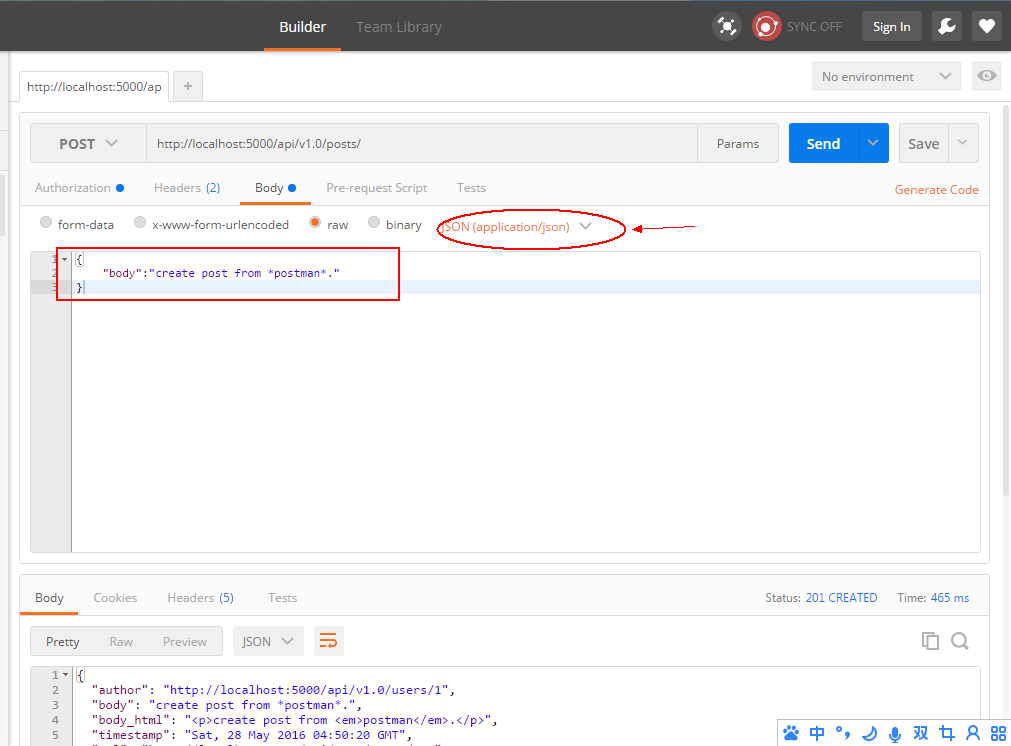 Builder Team Library SYNC OFF Sign In
http://localhost:5000/ap + No environment
POST http://localhost:5000/api/v1.0/posts/ Params Send Save
Authorization Headers (2) Body Pre-request Script Tests Generate Code
form-data x-www-form-urlencoded raw binary JSON (application/json)
1 {
2 "body":"create post from *postman*."
3 }
Body Cookies Headers (5) Tests Status: 201 CREATED Time: 465 ms
Pretty Raw Preview JSON
1 {
2 "author": "http://localhost:5000/api/v1.0/users/1",
3 "body": "create post from *postman*.",
4 "body_html": "<p>create post from <em>postman</em>.</p>",
5 "timestamp": "Sat, 28 May 2016 04:50:20 GMT",
中 双